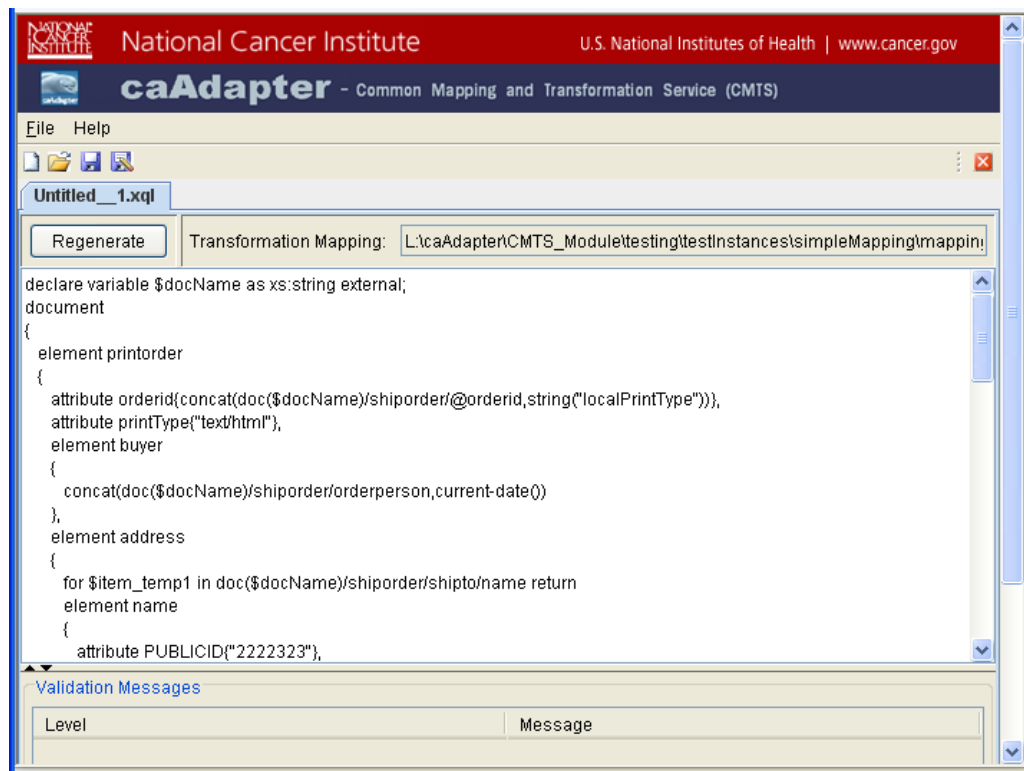 NATIONAL CANCER INSTITUTE
National Cancer Institute
U.S. National Institutes of Health | www.cancer.gov
caAdapter
caAdapter - Common Mapping and Transformation Service (CMTS)
File Help
Untitled__1.xql
Regenerate
Transformation Mapping:
L:\caAdapter\CMTS_Module\testing\testInstances\simpleMapping\mapping
declare variable $docName as xs:string external;
document
{
element printorder
{
attribute orderid{concat(doc($docName)/shiporder/@orderid,string("localPrintType"))},
attribute printType{"text/html"},
element buyer
{
concat(doc($docName)/shiporder/orderperson,current-date())
},
element address
{
for $item_temp1 in doc($docName)/shiporder/shipto/name return
element name
{
attribute PUBLICID{"2222323"},
Validation Messages
Level Message